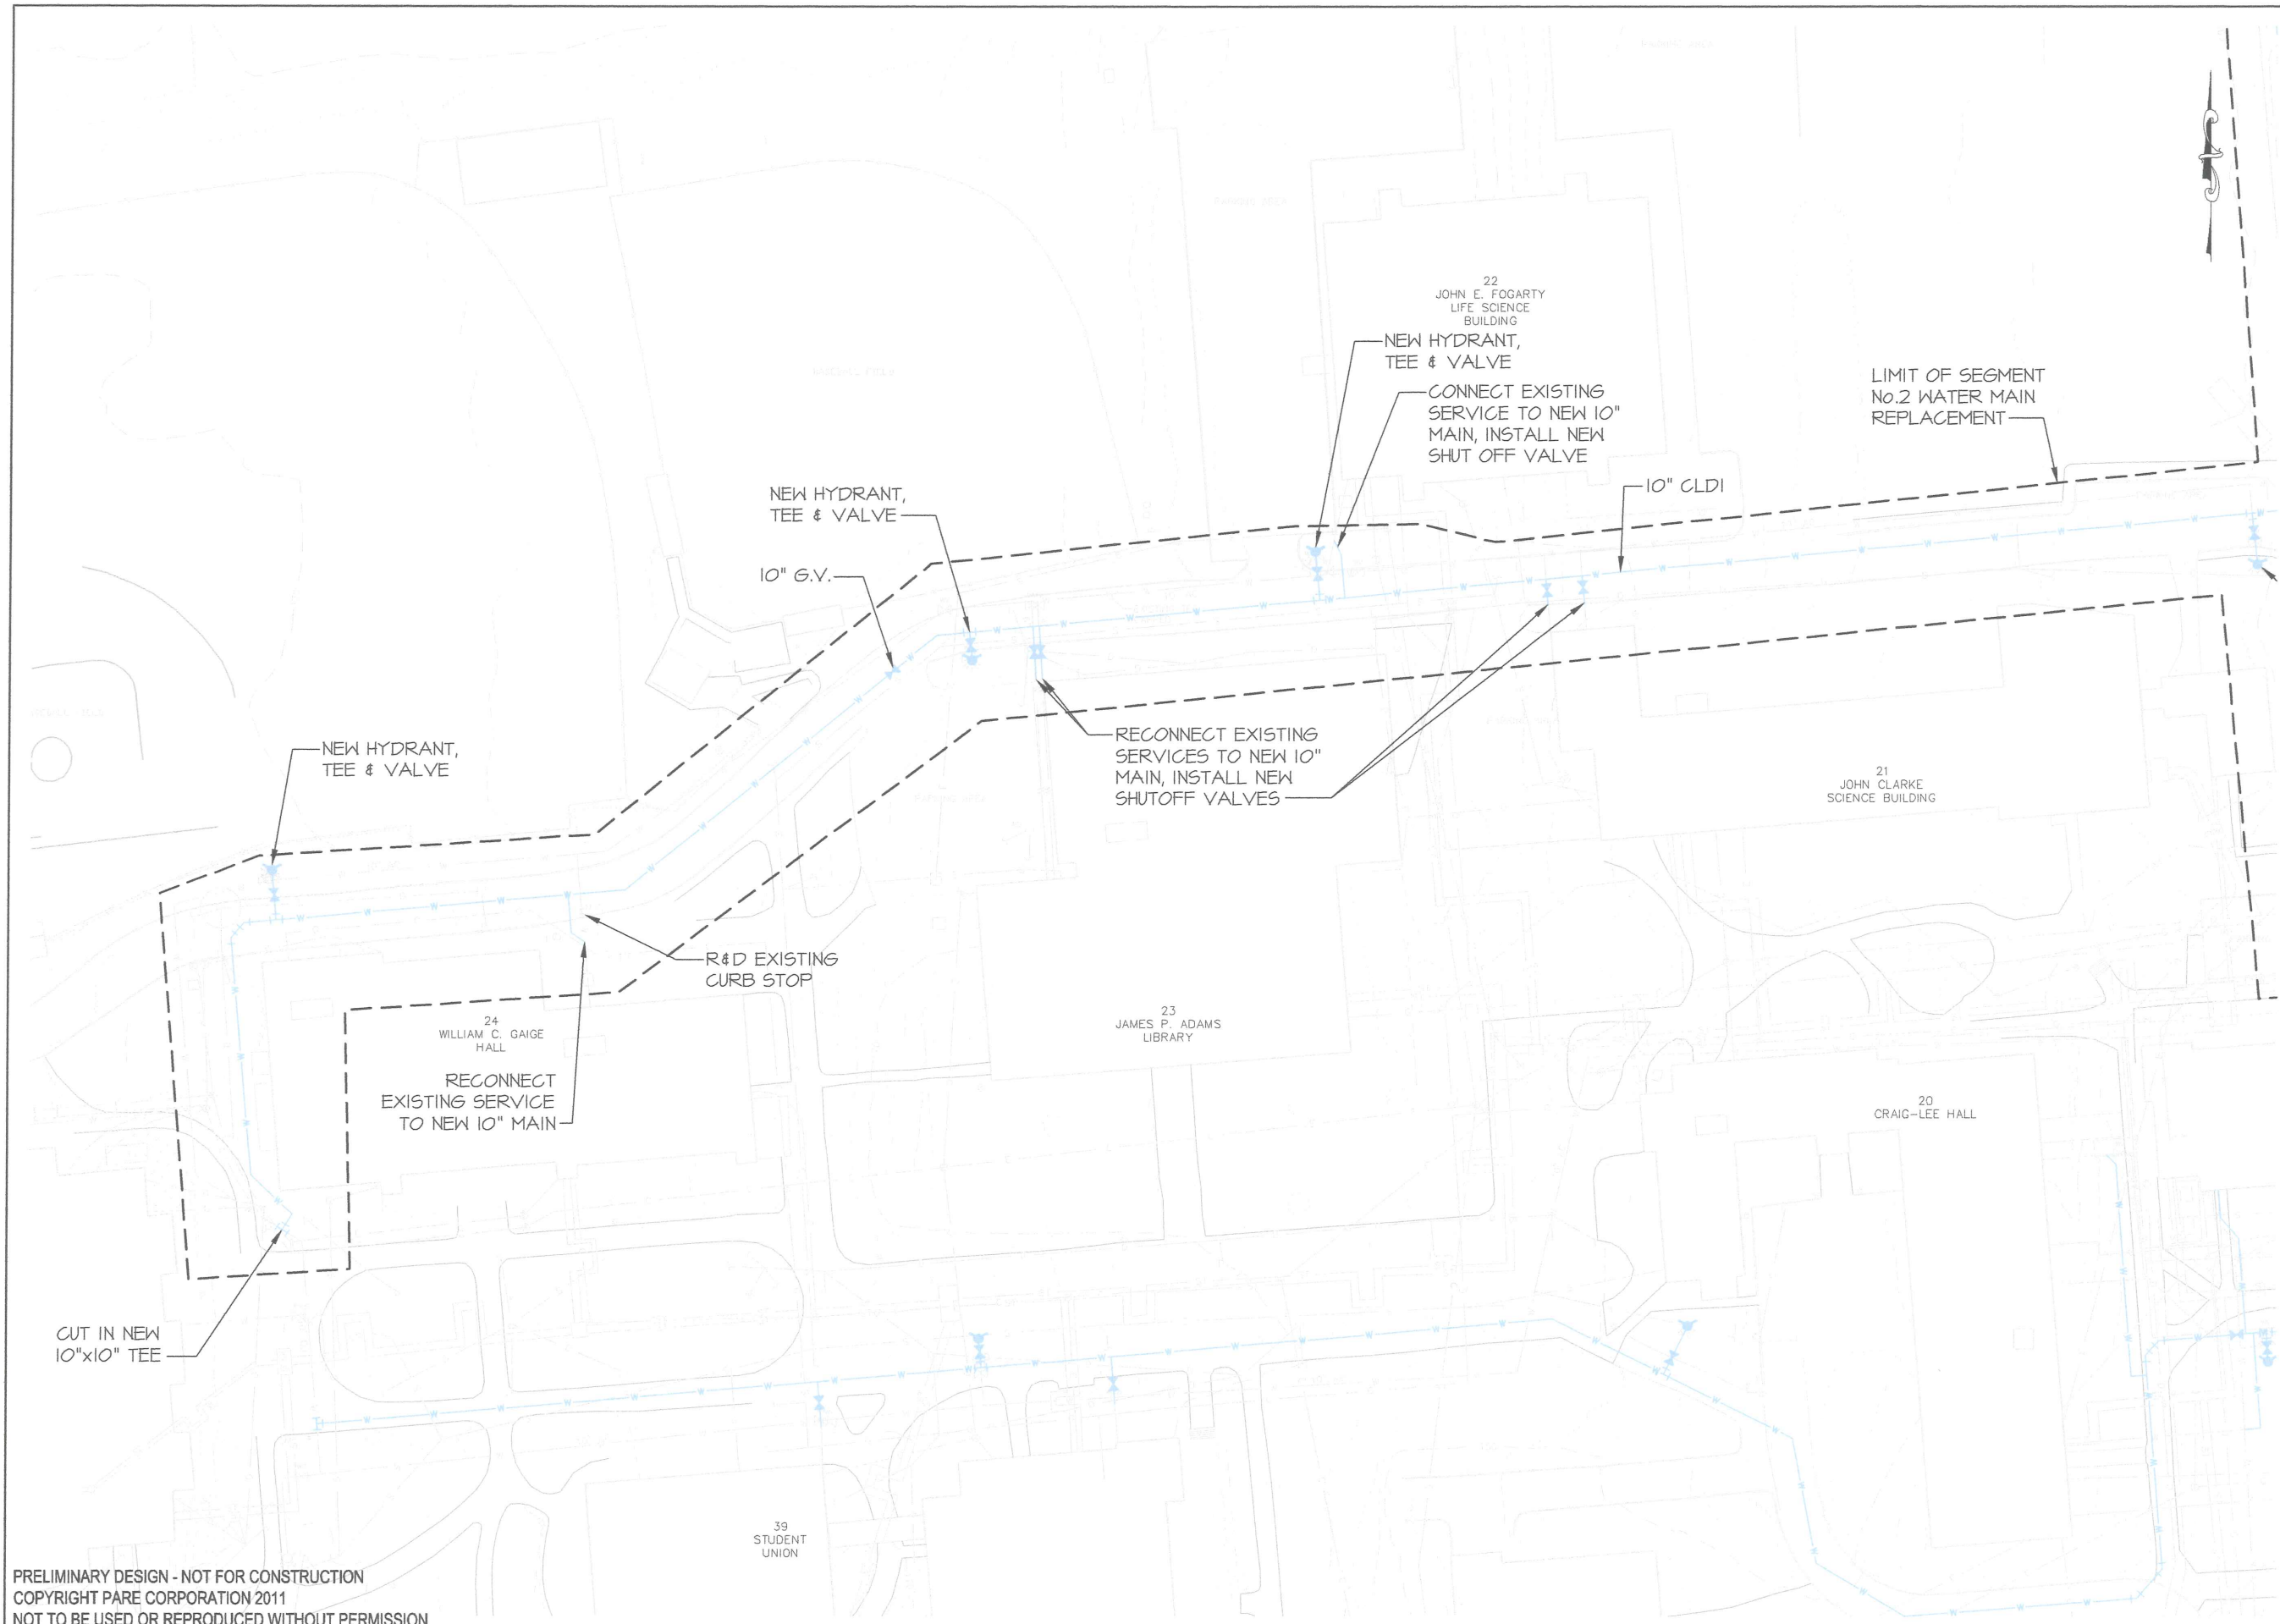 22
JOHN E. FOGARTY
LIFE SCIENCE
BUILDING
NEW HYDRANT,
TEE & VALVE
CONNECT EXISTING
SERVICE TO NEW 10"
MAIN, INSTALL NEW
SHUT OFF VALVE
LIMIT OF SEGMENT
No.2 WATER MAIN
REPLACEMENT
10" CLDI
NEW HYDRANT,
TEE & VALVE
10" G.V.
NEW HYDRANT,
TEE & VALVE
RECONNECT EXISTING
SERVICES TO NEW 10"
MAIN, INSTALL NEW
SHUTOFF VALVES
21
JOHN CLARKE
SCIENCE BUILDING
R&D EXISTING
CURB STOP
24
WILLIAM C. GAIGE
HALL
RECONNECT
EXISTING SERVICE
TO NEW 10" MAIN
23
JAMES P. ADAMS
LIBRARY
20
CRAIG-LEE HALL
CUT IN NEW
10"x10" TEE
39
STUDENT
UNION
PRELIMINARY DESIGN - NOT FOR CONSTRUCTION
COPYRIGHT PARE CORPORATION 2011
NOT TO BE USED OR REPRODUCED WITHOUT PERMISSION